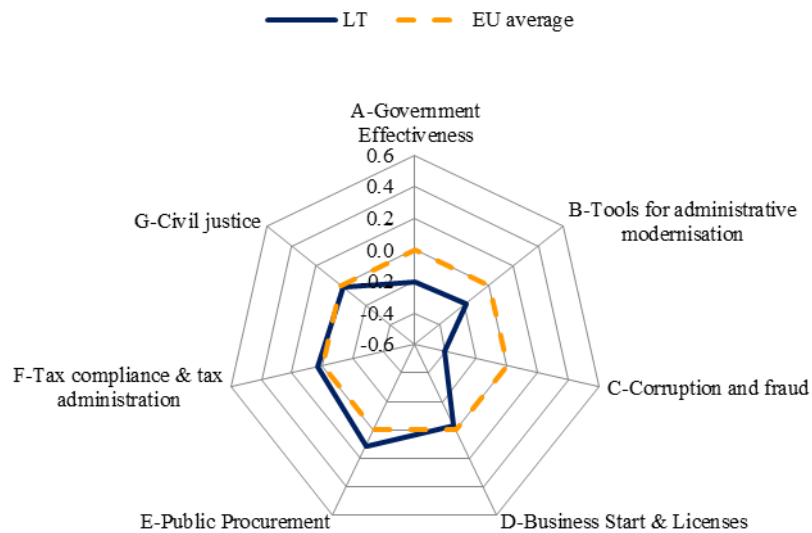 LT EU average
A-Government
Effectiveness
0.6
0.4
0.2
0.0
-0.2
-0.4
-0.6
B-Tools for administrative
modernisation
C-Corruption and fraud
D-Business Start & Licenses
E-Public Procurement
F-Tax compliance & tax
administration
G-Civil justice